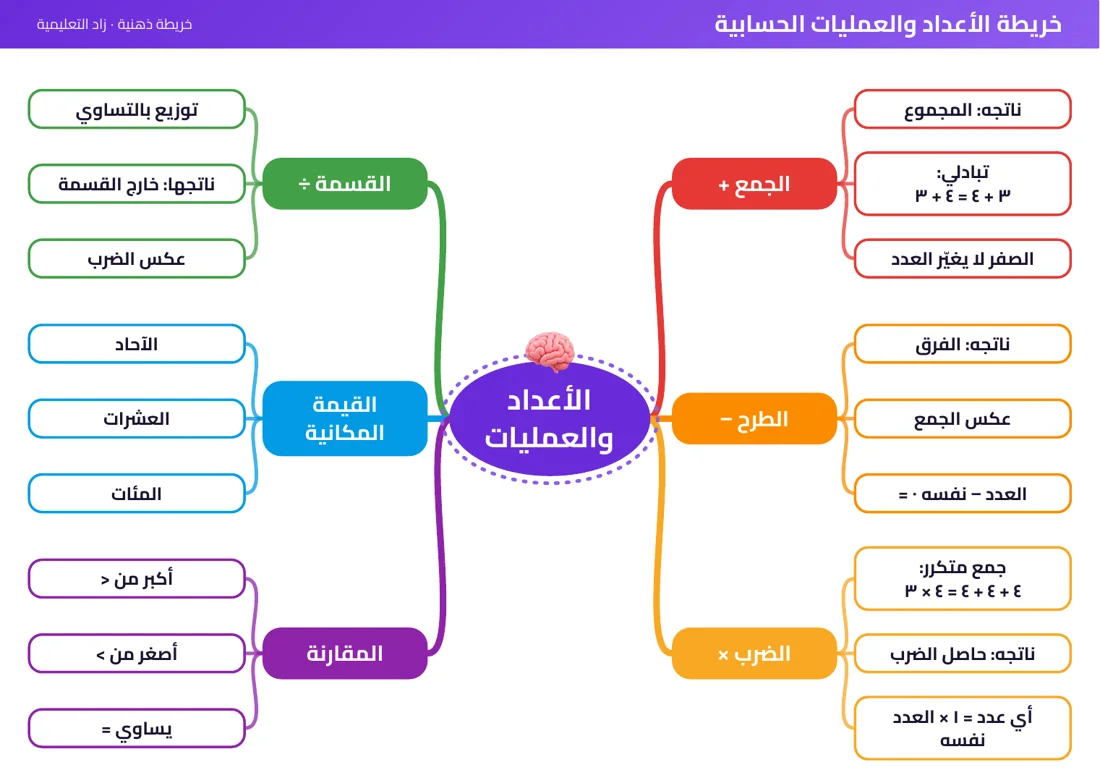 خريطة الأعداد والعمليات الحسابية
خريطة ذهنية · زاد التعليمية
ناتجه: المجموع
تبادلي:
٣ + ٤ = ٤ + ٣
الصفر لا يغيّر العدد
الجمع +
ناتجه: الفرق
عكس الجمع
العدد − نفسه ٠ =
الطرح −
جمع متكرر:
٤ + ٤ + ٤ = ٤ × ٣
ناتجه: حاصل الضرب
أي عدد = ١ × العدد
نفسه
الضرب ×
الأعداد
والعمليات
القسمة ÷
توزيع بالتساوي
ناتجها: خارج القسمة
عكس الضرب
القيمة
المكانية
الآحاد
العشرات
المئات
المقارنة
أكبر من <
أصغر من >
يساوي =